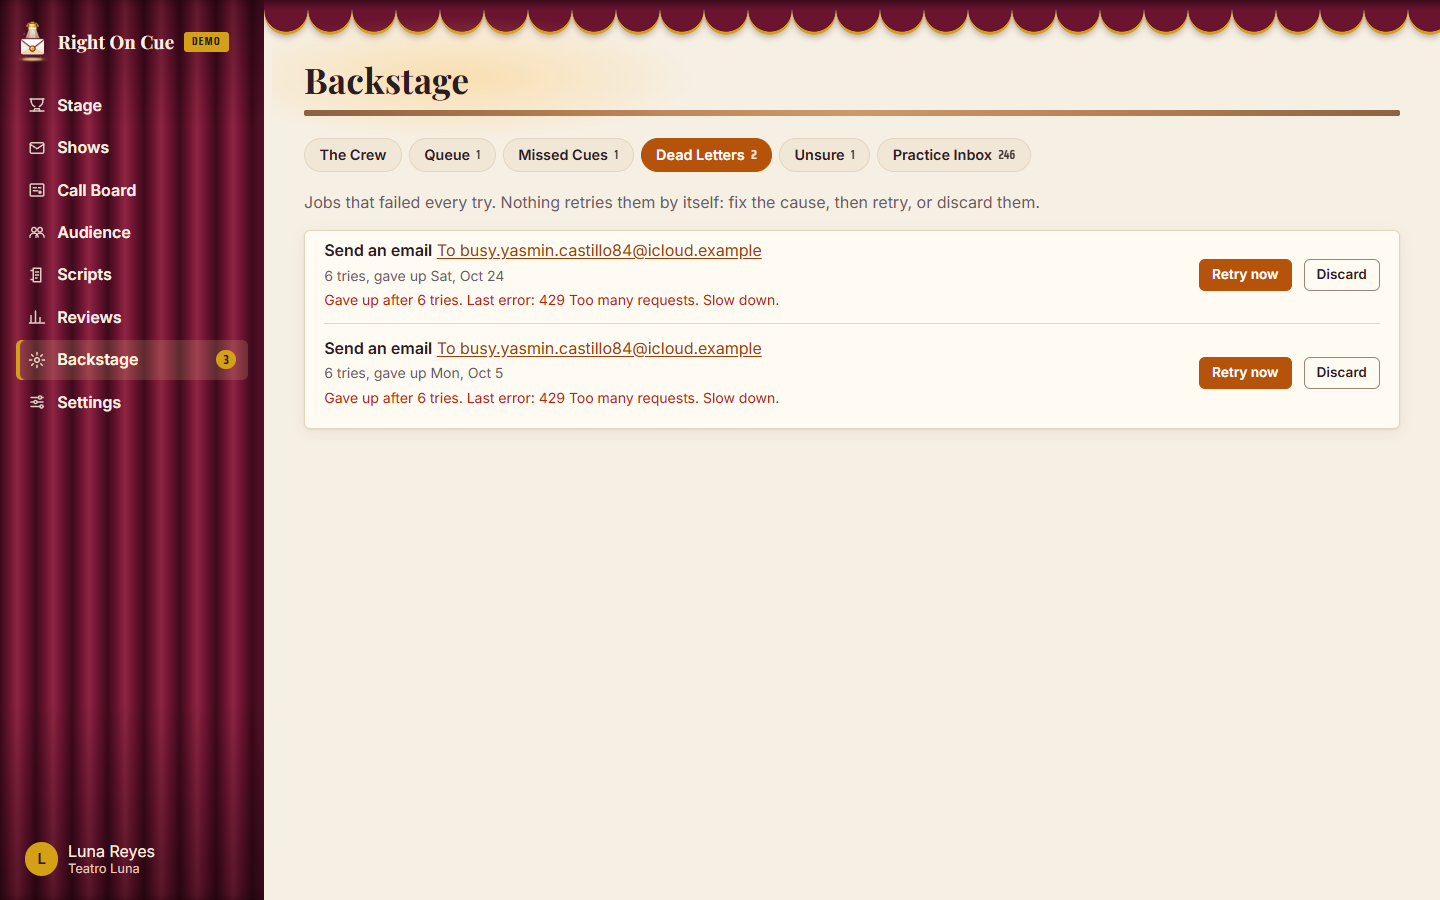 Right On Cue DEMO
Stage
Shows
Call Board
Audience
Scripts
Reviews
Backstage 3
Settings
L
Luna Reyes
Teatro Luna
Backstage
The Crew
Queue 1
Missed Cues 1
Dead Letters 2
Unsure 1
Practice Inbox 246
Jobs that failed every try. Nothing retries them by itself: fix the cause, then retry, or discard them.
Send an email To busy.yasmin.castillo84@icloud.example
6 tries, gave up Sat, Oct 24
Gave up after 6 tries. Last error: 429 Too many requests. Slow down.
Retry now
Discard
Send an email To busy.yasmin.castillo84@icloud.example
6 tries, gave up Mon, Oct 5
Gave up after 6 tries. Last error: 429 Too many requests. Slow down.
Retry now
Discard